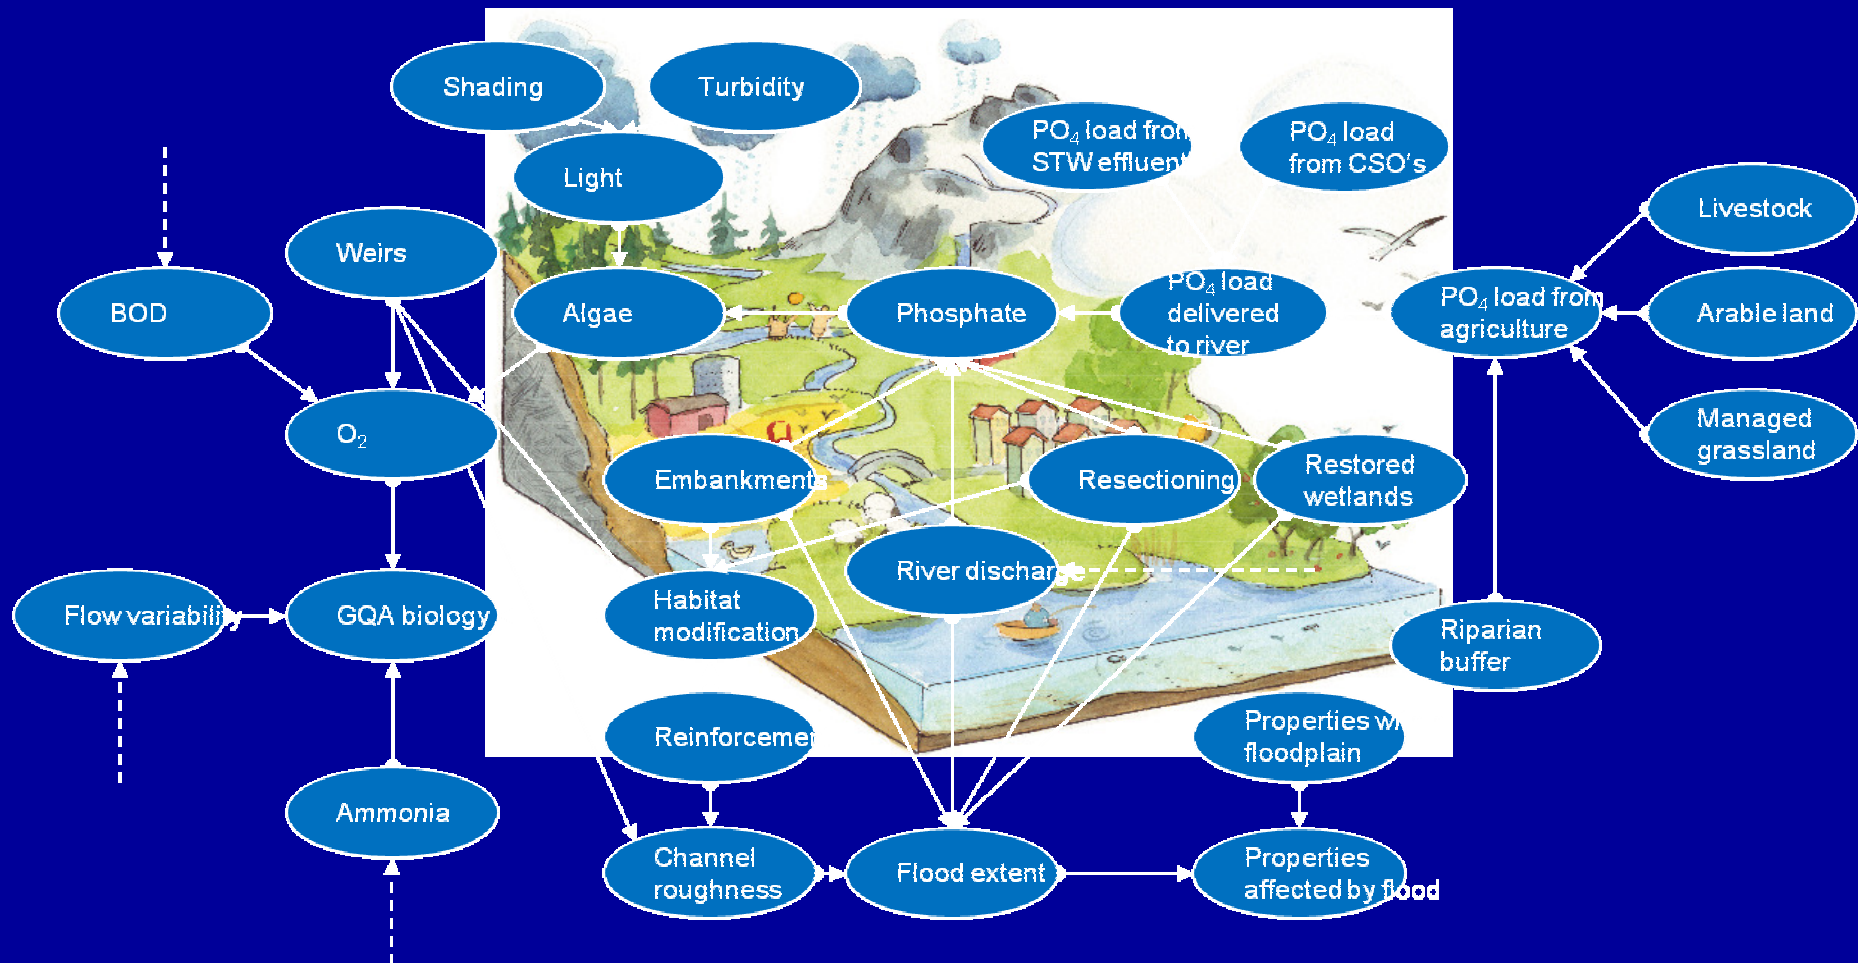 Shading
Turbidity
PO4 load from
STW effluent
PO4 load
from CSO's
Light
Livestock
Weirs
BOD
Algae
Phosphate
PO4 load
delivered
to river
PO4 load from
agriculture
Arable land
O2
Embankments
Resectioning
Restored
wetlands
Managed
grassland
River discharge
Flow variability
GQA biology
Habitat
modification
Riparian
buffer
Reinforcemen
Properties wi
floodplain
Ammonia
Channel
roughness
Flood extent
Properties
affected by flood